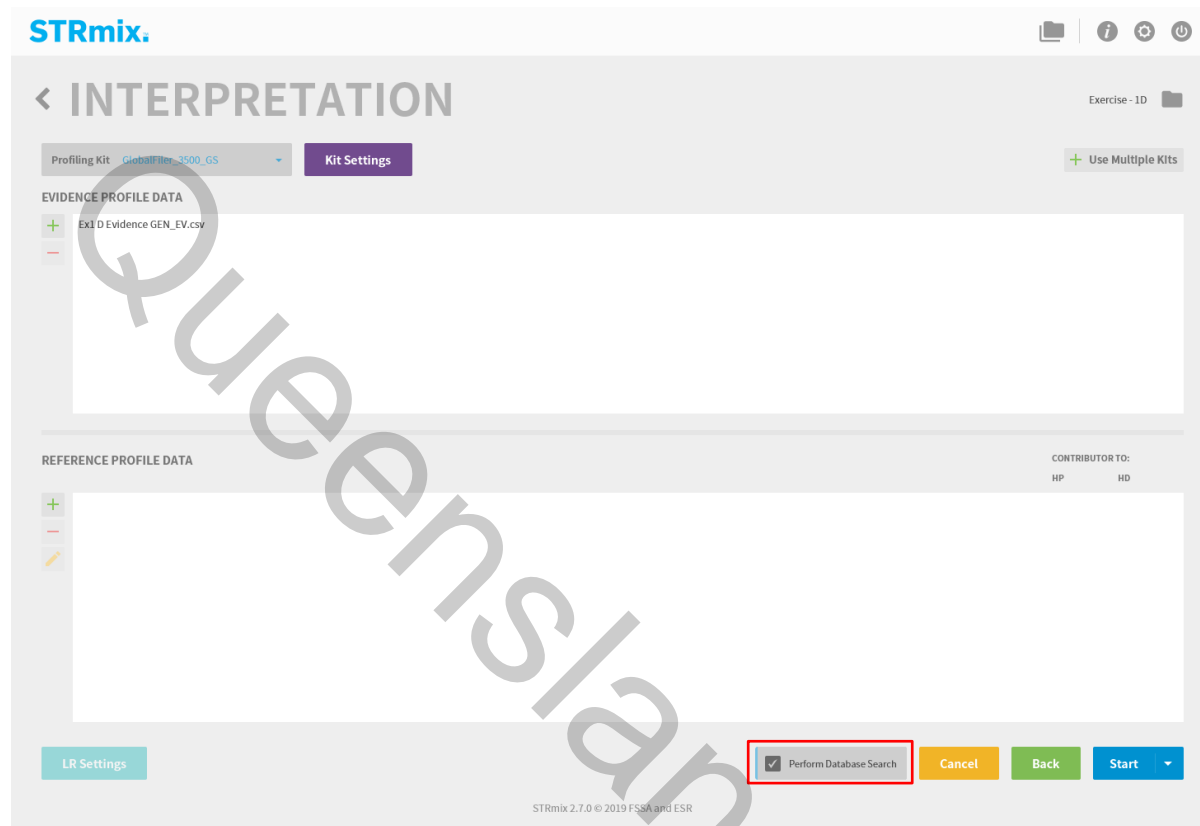 STRmix™
INTERPRETATION
Exercise - 1D
Profiling Kit GlobalFiler_3500_GS
Kit Settings
+ Use Multiple Kits
EVIDENCE PROFILE DATA
Ex1 D Evidence GEN_EV.csv
REFERENCE PROFILE DATA
CONTRIBUTOR TO:
HP HD
LR Settings
Perform Database Search
Cancel
Back
Start
STRmix 2.7.0 © 2019 FSSA and ESR
Queenslan